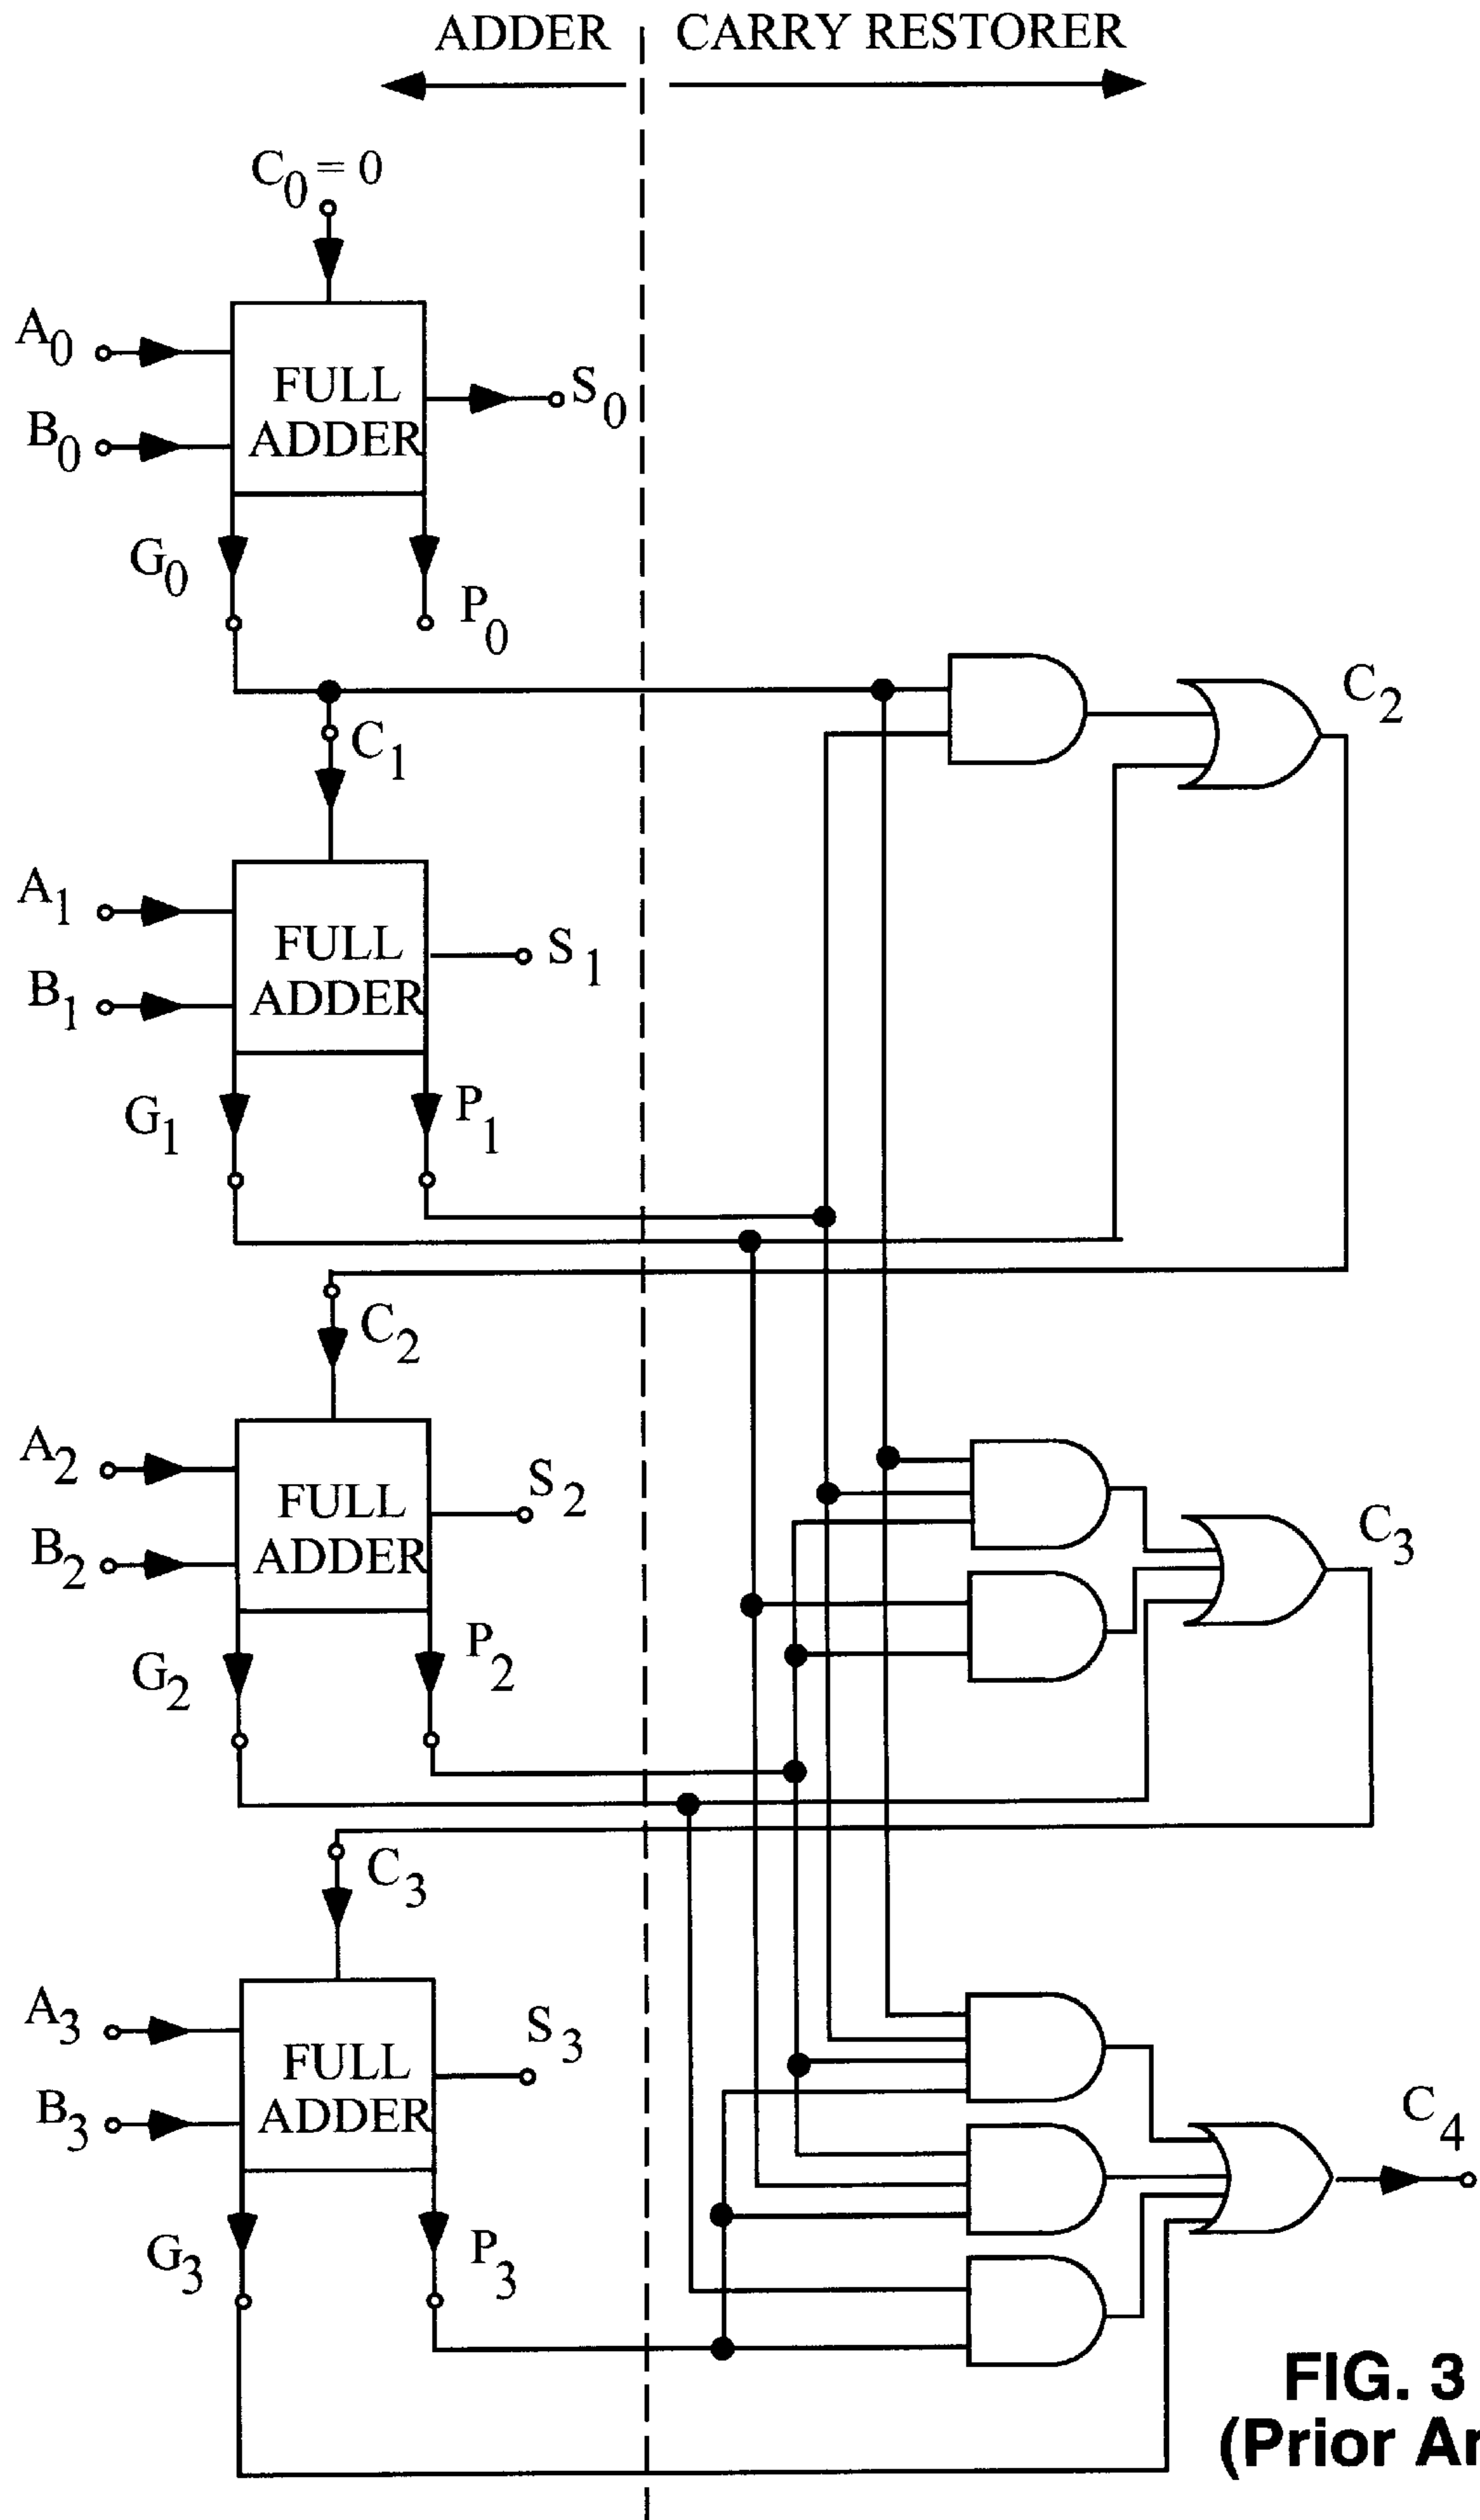 ADDER
CARRY RESTORER
C0 = 0
A0
FULL
ADDER
S0
B0
G0
P0
C2
C1
A1
FULL
ADDER
S1
B1
G1
P1
C2
A2
FULL
ADDER
S2
B2
C3
G2
P2
C3
A3
FULL
ADDER
S3
B3
C4
G3
P3
FIG. 3
(Prior Ar